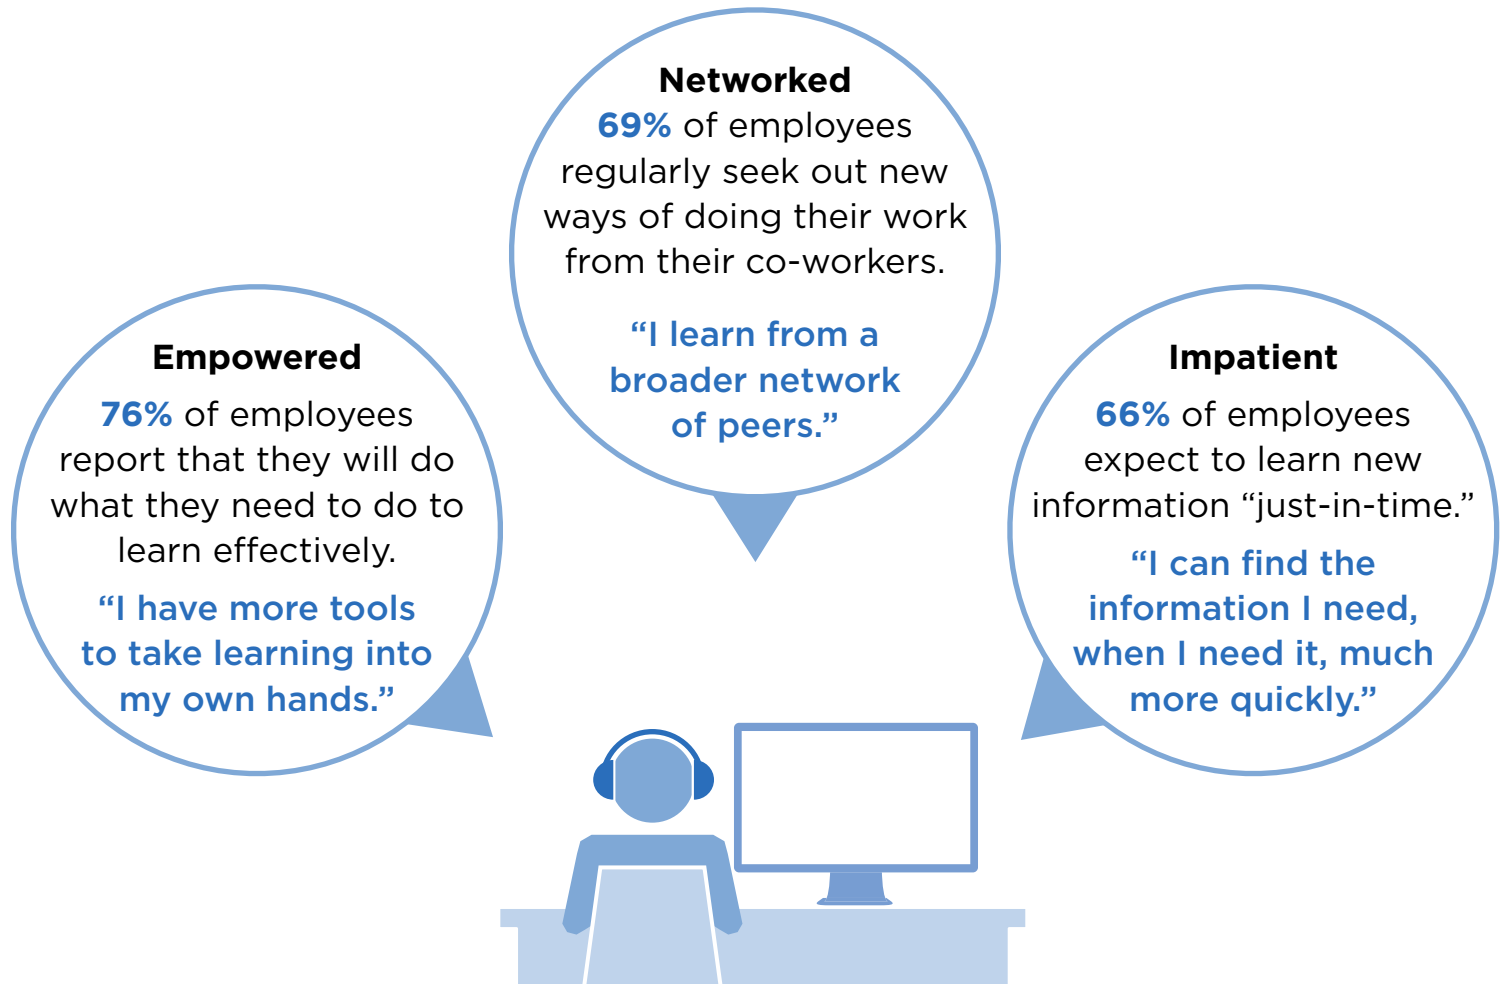 Networked
69% of employees
regularly seek out new
ways of doing their work
from their co-workers.
“I learn from a
broader network
of peers.”
Empowered
76% of employees
report that they will do
what they need to do to
learn effectively.
“I have more tools
to take learning into
my own hands.”
Impatient
66% of employees
expect to learn new
information “just-in-time.”
“I can find the
information I need,
when I need it, much
more quickly.”